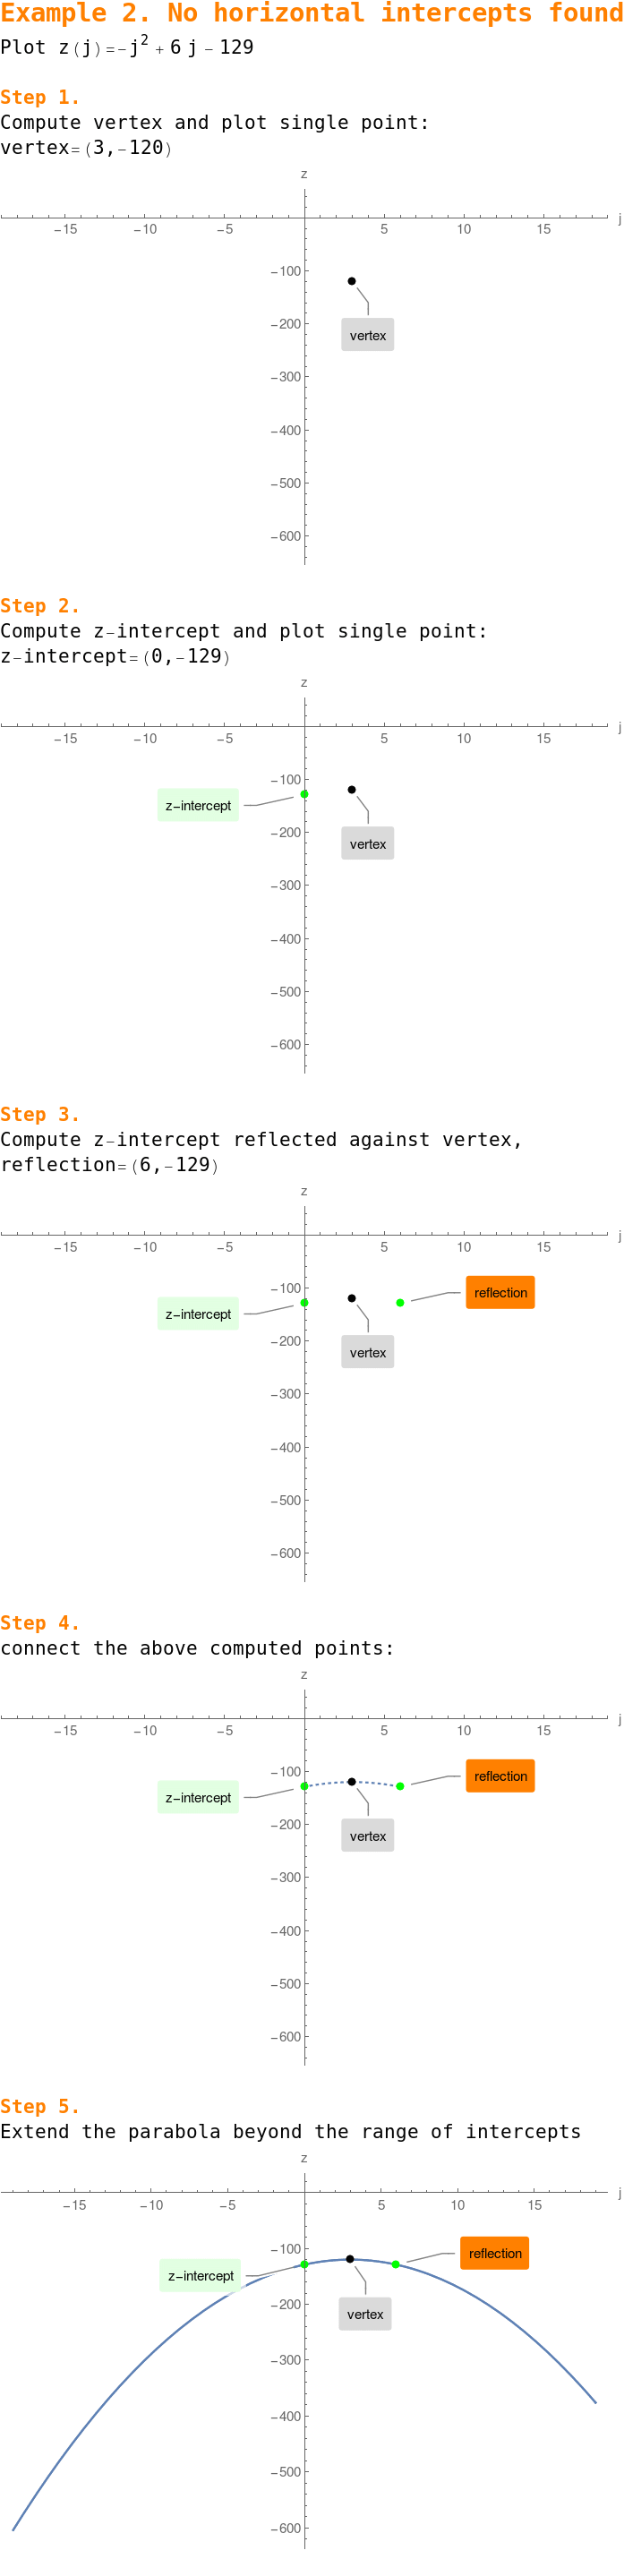 Example 2. No horizontal intercepts found
Plot z(j)=-j² + 6 j - 129
Step 1.
Compute vertex and plot single point:
vertex=(3,-120)
z
j
-15 -10 -5 5 10 15
-100
vertex
-200
-300
-400
-500
-600
Step 2.
Compute z-intercept and plot single point:
z-intercept=(0,-129)
z
j
-15 -10 -5 5 10 15
-100
z-intercept
-200
vertex
-300
-400
-500
-600
Step 3.
Compute z-intercept reflected against vertex,
reflection=(6,-129)
z
j
-15 -10 -5 5 10 15
-100
reflection
z-intercept
-200
vertex
-300
-400
-500
-600
Step 4.
connect the above computed points:
z
j
-15 -10 -5 5 10 15
-100
reflection
z-intercept
-200
vertex
-300
-400
-500
-600
Step 5.
Extend the parabola beyond the range of intercepts
z
j
-15 -10 -5 5 10 15
-100
reflection
z-intercept
-200
vertex
-300
-400
-500
-600